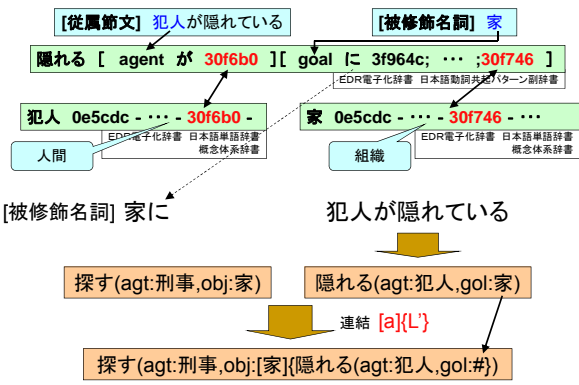 [従属節文] 犯人が隠れている
[被修飾名詞] 家
隠れる [ agent が 30f6b0 ][ goal に 3f964c; … ;30f746 ]
EDR電子化辞書 日本語動詞共起パターン副辞書
犯人 0e5cdc - … - 30f6b0 -
EDR電子化辞書 日本語単語辞書
概念体系辞書
人間
家 0e5cdc - … - 30f746 - …
EDR電子化辞書 日本語単語辞書
概念体系辞書
組織
[被修飾名詞] 家に
犯人が隠れている
探す(agt:刑事,obj:家)
隠れる(agt:犯人,gol:家)
連結 [a]{L’}
探す(agt:刑事,obj:[家]{隠れる(agt:犯人,gol:#})